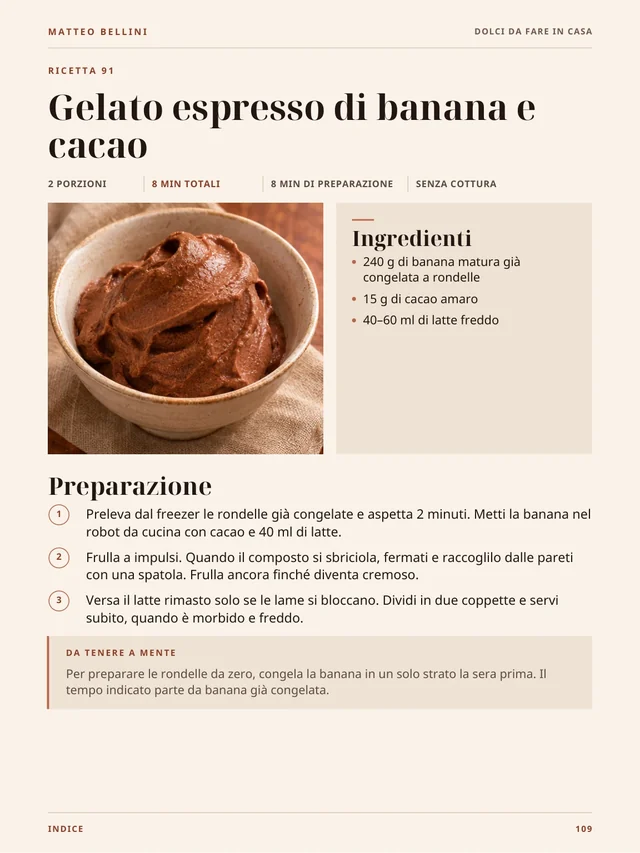 MATTEO BELLINI
DOLCI DA FARE IN CASA
RICETTA 91
Gelato espresso di banana e
cacao
2 PORZIONI
8 MIN TOTALI
8 MIN DI PREPARAZIONE
SENZA COTTURA
Ingredienti
• 240 g di banana matura già
congelata a rondelle
• 15 g di cacao amaro
• 40–60 ml di latte freddo
Preparazione
1 Preleva dal freezer le rondelle già congelate e aspetta 2 minuti. Metti la banana nel
robot da cucina con cacao e 40 ml di latte.
2 Frulla a impulsi. Quando il composto si sbriciola, fermati e raccoglilo dalle pareti
con una spatola. Frulla ancora finché diventa cremoso.
3 Versa il latte rimasto solo se le lame si bloccano. Dividi in due coppette e servi
subito, quando è morbido e freddo.
DA TENERE A MENTE
Per preparare le rondelle da zero, congela la banana in un solo strato la sera prima. Il
tempo indicato parte da banana già congelata.
INDICE
109